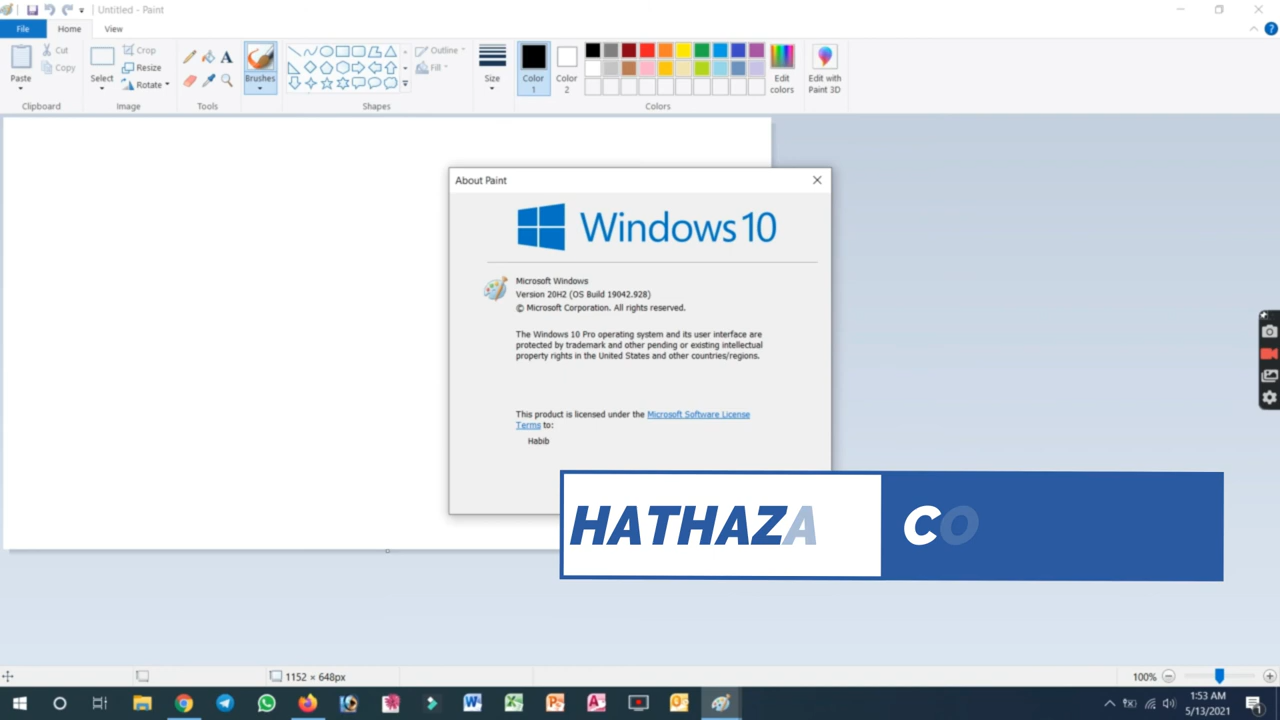 Untitled - Paint
File
Home
View
Paste
Cut
Copy
Clipboard
Select
Crop
Resize
Rotate
Image
A
Tools
Brushes
Shapes
Outline
Fill
Size
Color
1
Color
2
Edit
colors
Colors
Edit with
Paint 3D
About Paint
Windows 10
Microsoft Windows
Version 20H2 (OS Build 19042.928)
© Microsoft Corporation. All rights reserved.
The Windows 10 Pro operating system and its user interface are
protected by trademark and other pending or existing intellectual
property rights in the United States and other countries/regions.
This product is licensed under the Microsoft Software License
Terms to:
Habib
HATHAZA CO
1152 × 648px
100%
1:53 AM
5/13/2021
1